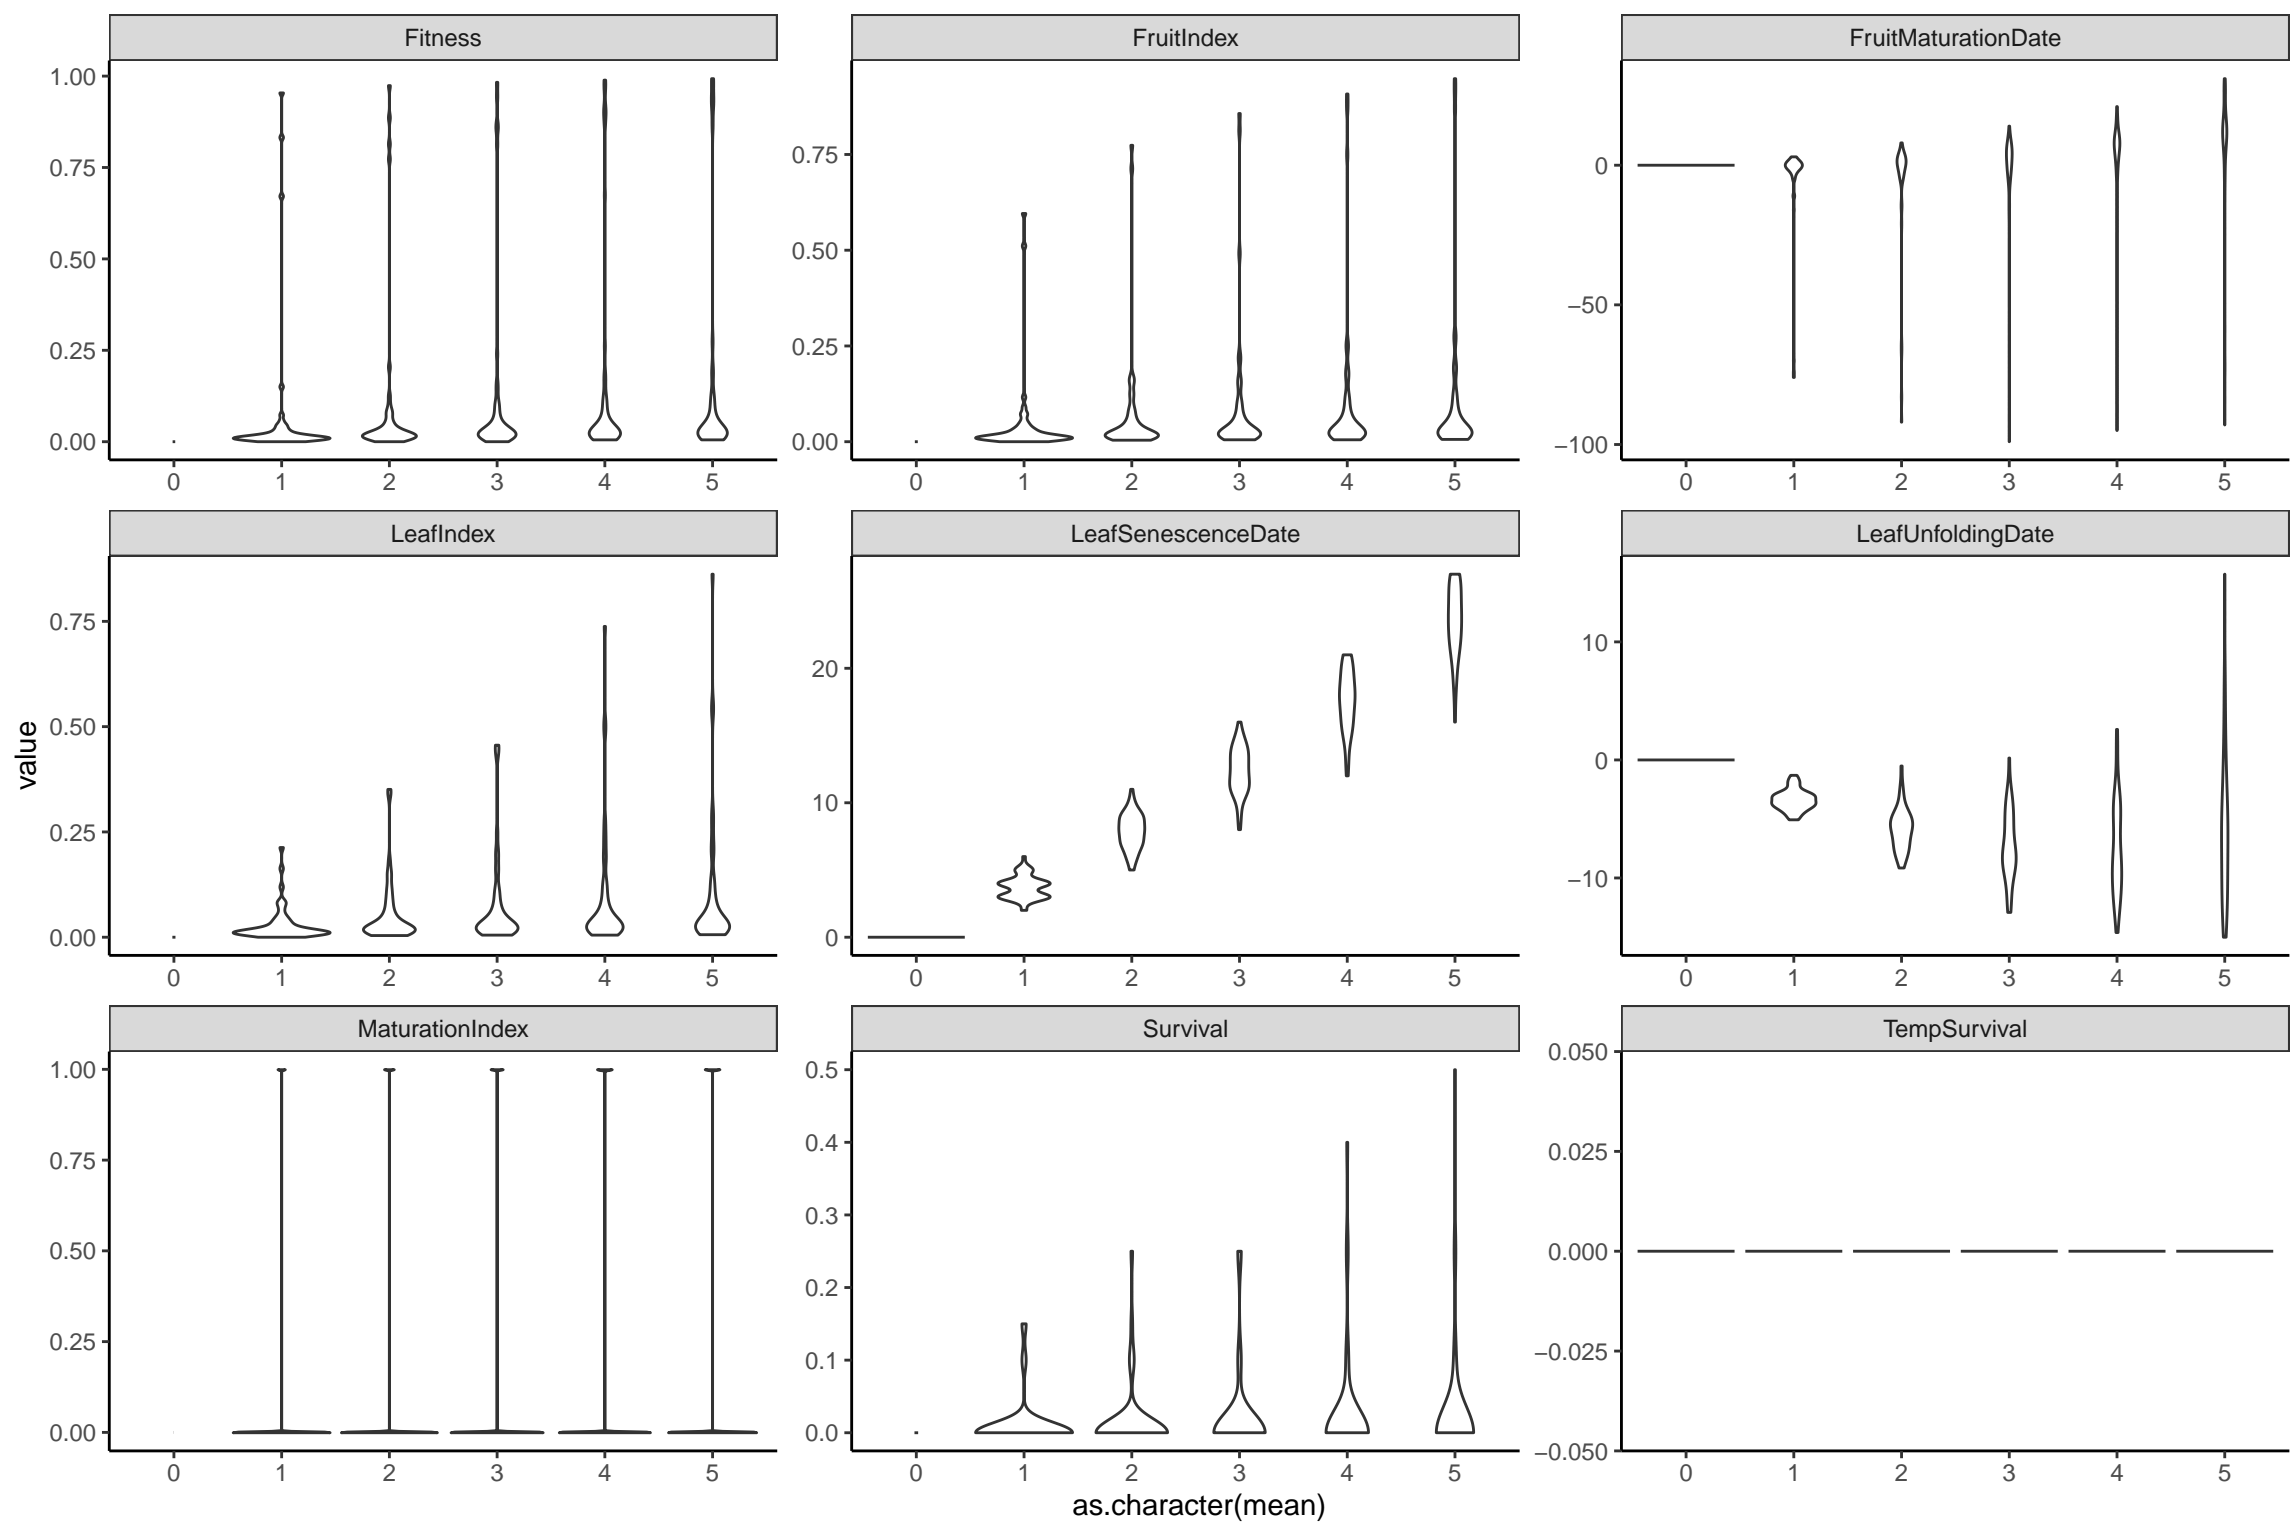 Fitness
FruitIndex
FruitMaturationDate
1.00
0.75
0.50
0.25
0.00
0 1 2 3 4 5
0.75
0.50
0.25
0.00
0 1 2 3 4 5
0
−50
−100
0 1 2 3 4 5
LeafIndex
LeafSenescenceDate
LeafUnfoldingDate
value
0.75
0.50
0.25
0.00
0 1 2 3 4 5
20
10
0
0 1 2 3 4 5
10
0
−10
0 1 2 3 4 5
MaturationIndex
Survival
TempSurvival
1.00
0.75
0.50
0.25
0.00
0 1 2 3 4 5
0.5
0.4
0.3
0.2
0.1
0.0
0 1 2 3 4 5
0.050
0.025
0.000
−0.025
−0.050
0 1 2 3 4 5
as.character(mean)